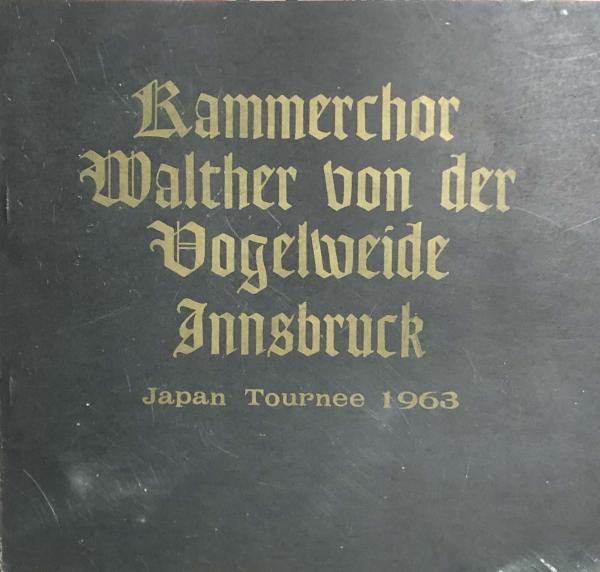 Kammerchor
Walther von der
Vogelweide
Innsbruck
Japan Tournee 1963